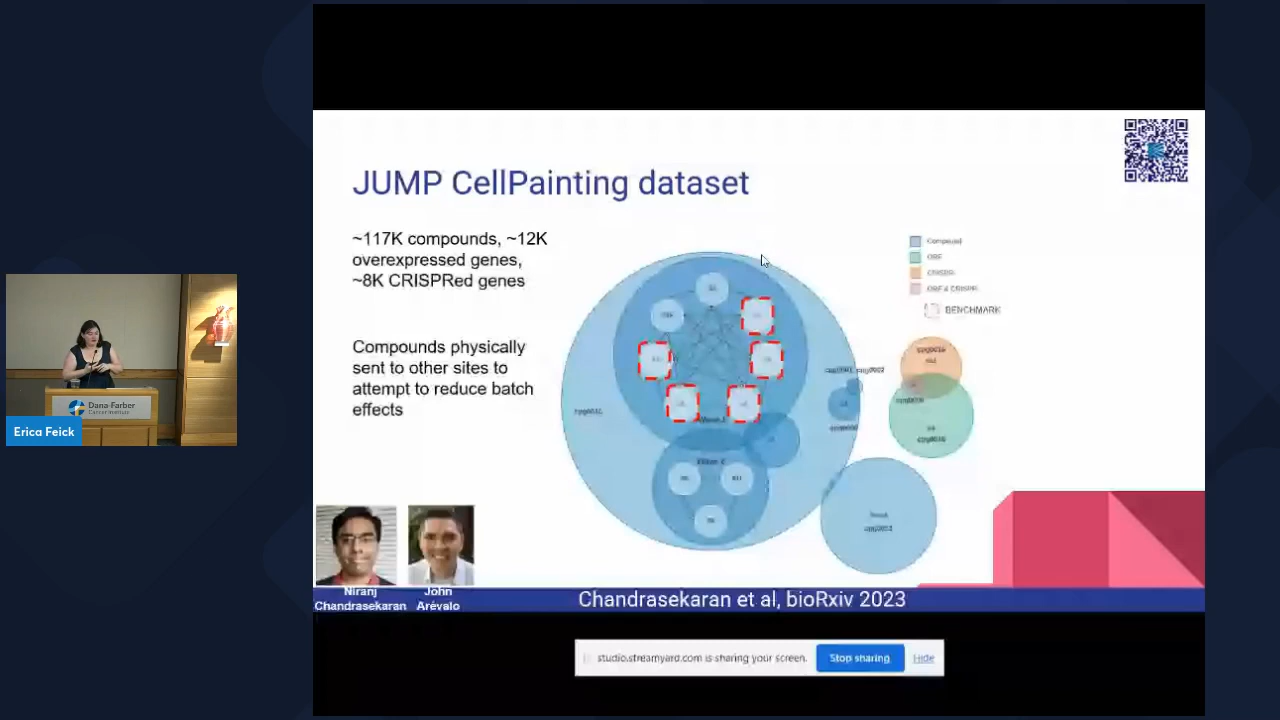 JUMP CellPainting dataset
~117K compounds, ~12K
overexpressed genes,
~8K CRISPRed genes
Compounds physically
sent to other sites to
attempt to reduce batch
effects
Compound
ORF
CRISPR
ORF & CRISPR
BENCHMARK
Dana-Farber
Cancer Institute
Erica Feick
Niranj
Chandrasekaran
John
Arévalo
Chandrasekaran et al, bioRxiv 2023
studio.streamyard.com is sharing your screen.
Stop sharing
Hide